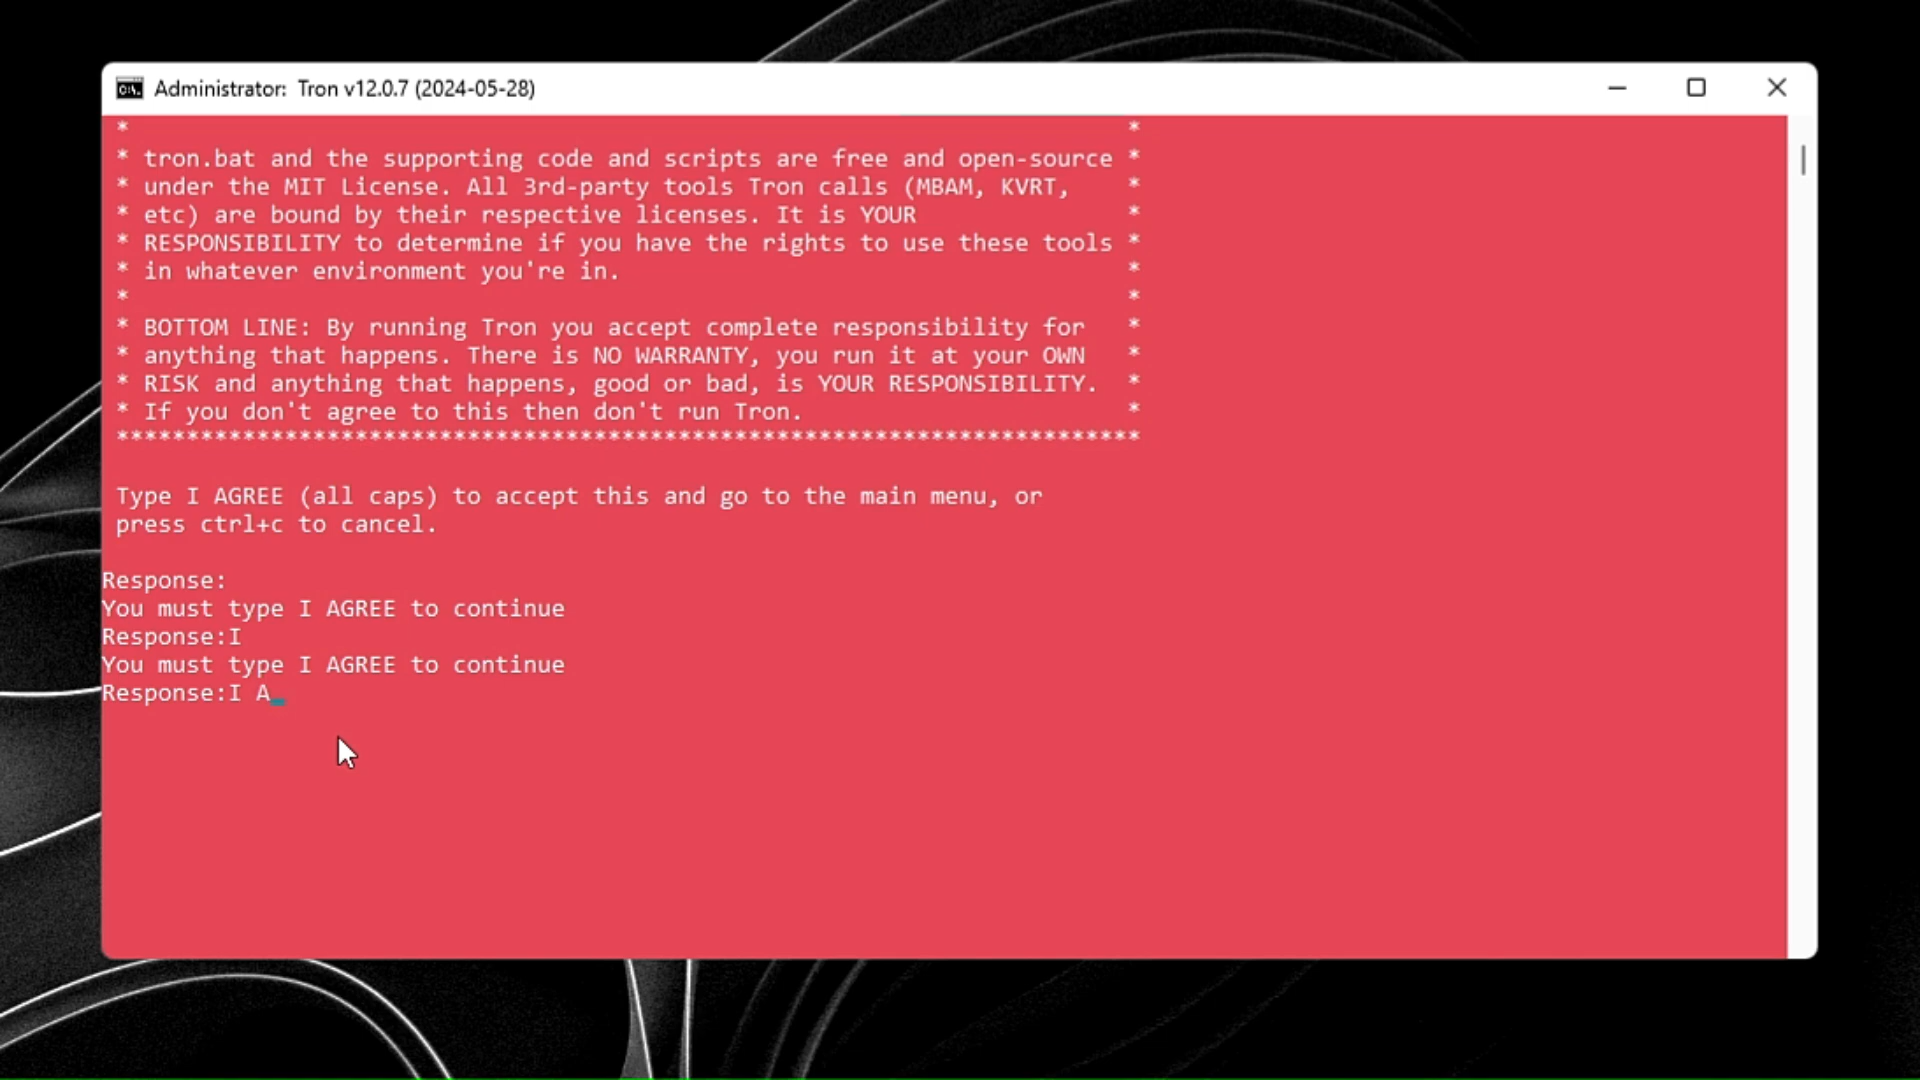 Administrator:  Tron v12.0.7 (2024-05-28)
*                                                                       *
* tron.bat and the supporting code and scripts are free and open-source *
* under the MIT License. All 3rd-party tools Tron calls (MBAM, KVRT,    *
* etc) are bound by their respective licenses. It is YOUR               *
* RESPONSIBILITY to determine if you have the rights to use these tools *
* in whatever environment you're in.                                    *
*                                                                       *
* BOTTOM LINE: By running Tron you accept complete responsibility for   *
* anything that happens. There is NO WARRANTY, you run it at your OWN   *
* RISK and anything that happens, good or bad, is YOUR RESPONSIBILITY.  *
* If you don't agree to this then don't run Tron.                       *
*************************************************************************
Type I AGREE (all caps) to accept this and go to the main menu, or
press ctrl+c to cancel.
Response:
You must type I AGREE to continue
Response:I
You must type I AGREE to continue
Response:I A_